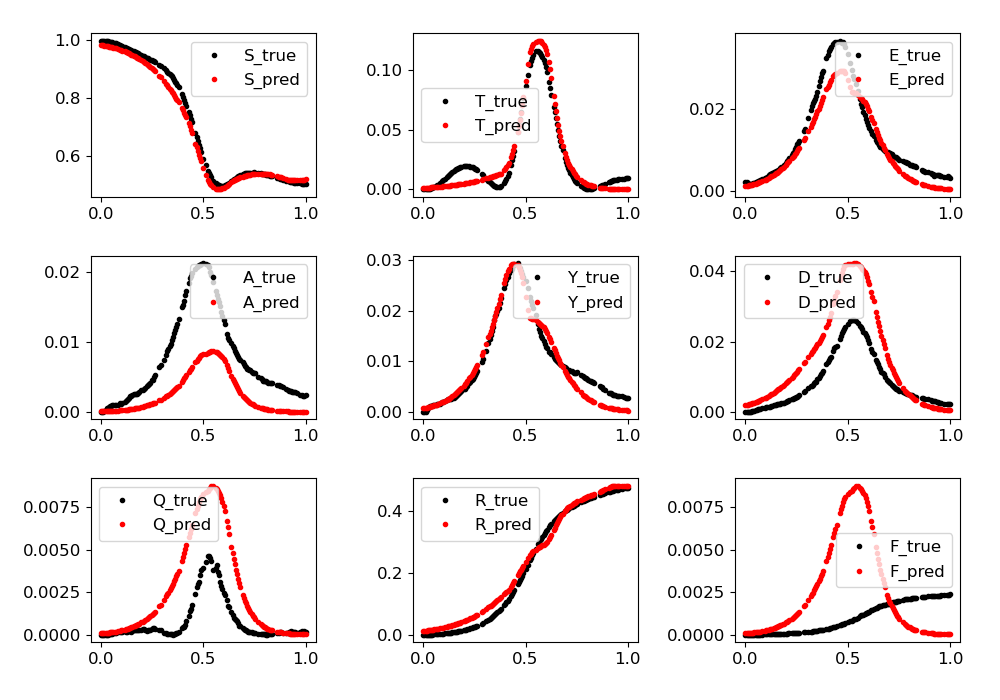 1.0
0.8
0.6
0.0 0.5 1.0
S_true
S_pred
0.10
0.05
0.00
0.0 0.5 1.0
T_true
T_pred
0.02
0.00
0.0 0.5 1.0
E_true
E_pred
0.02
0.01
0.00
0.0 0.5 1.0
A_true
A_pred
0.03
0.02
0.01
0.00
0.0 0.5 1.0
Y_true
Y_pred
0.04
0.02
0.00
0.0 0.5 1.0
D_true
D_pred
0.0075
0.0050
0.0025
0.0000
0.0 0.5 1.0
Q_true
Q_pred
0.4
0.2
0.0
0.0 0.5 1.0
R_true
R_pred
0.0075
0.0050
0.0025
0.0000
0.0 0.5 1.0
F_true
F_pred